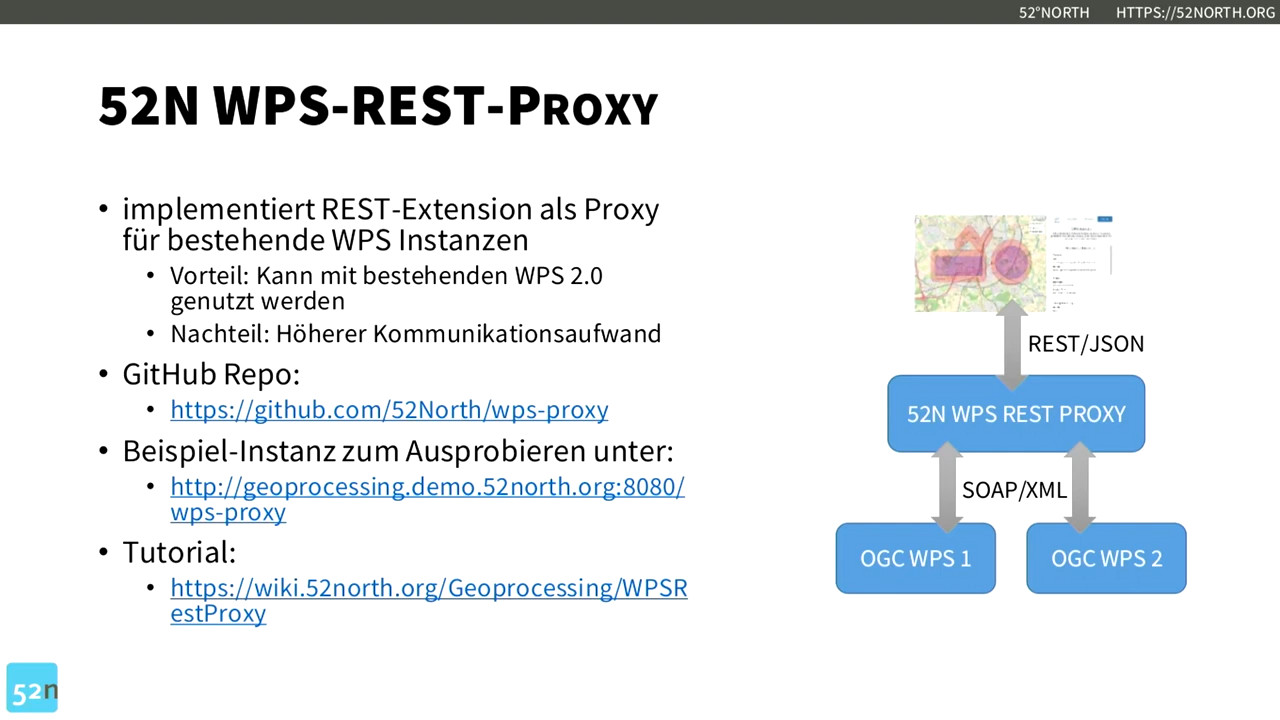 52°NORTH HTTPS://52NORTH.ORG
52N WPS-REST-PROXY
• implementiert REST-Extension als Proxy
für bestehende WPS Instanzen
• Vorteil: Kann mit bestehenden WPS 2.0
genutzt werden
• Nachteil: Höherer Kommunikationsaufwand
• GitHub Repo:
• https://github.com/52North/wps-proxy
• Beispiel-Instanz zum Ausprobieren unter:
• http://geoprocessing.demo.52north.org:8080/
wps-proxy
• Tutorial:
• https://wiki.52north.org/Geoprocessing/WPSR
estProxy
REST/JSON
52N WPS REST PROXY
SOAP/XML
OGC WPS 1
OGC WPS 2
52n